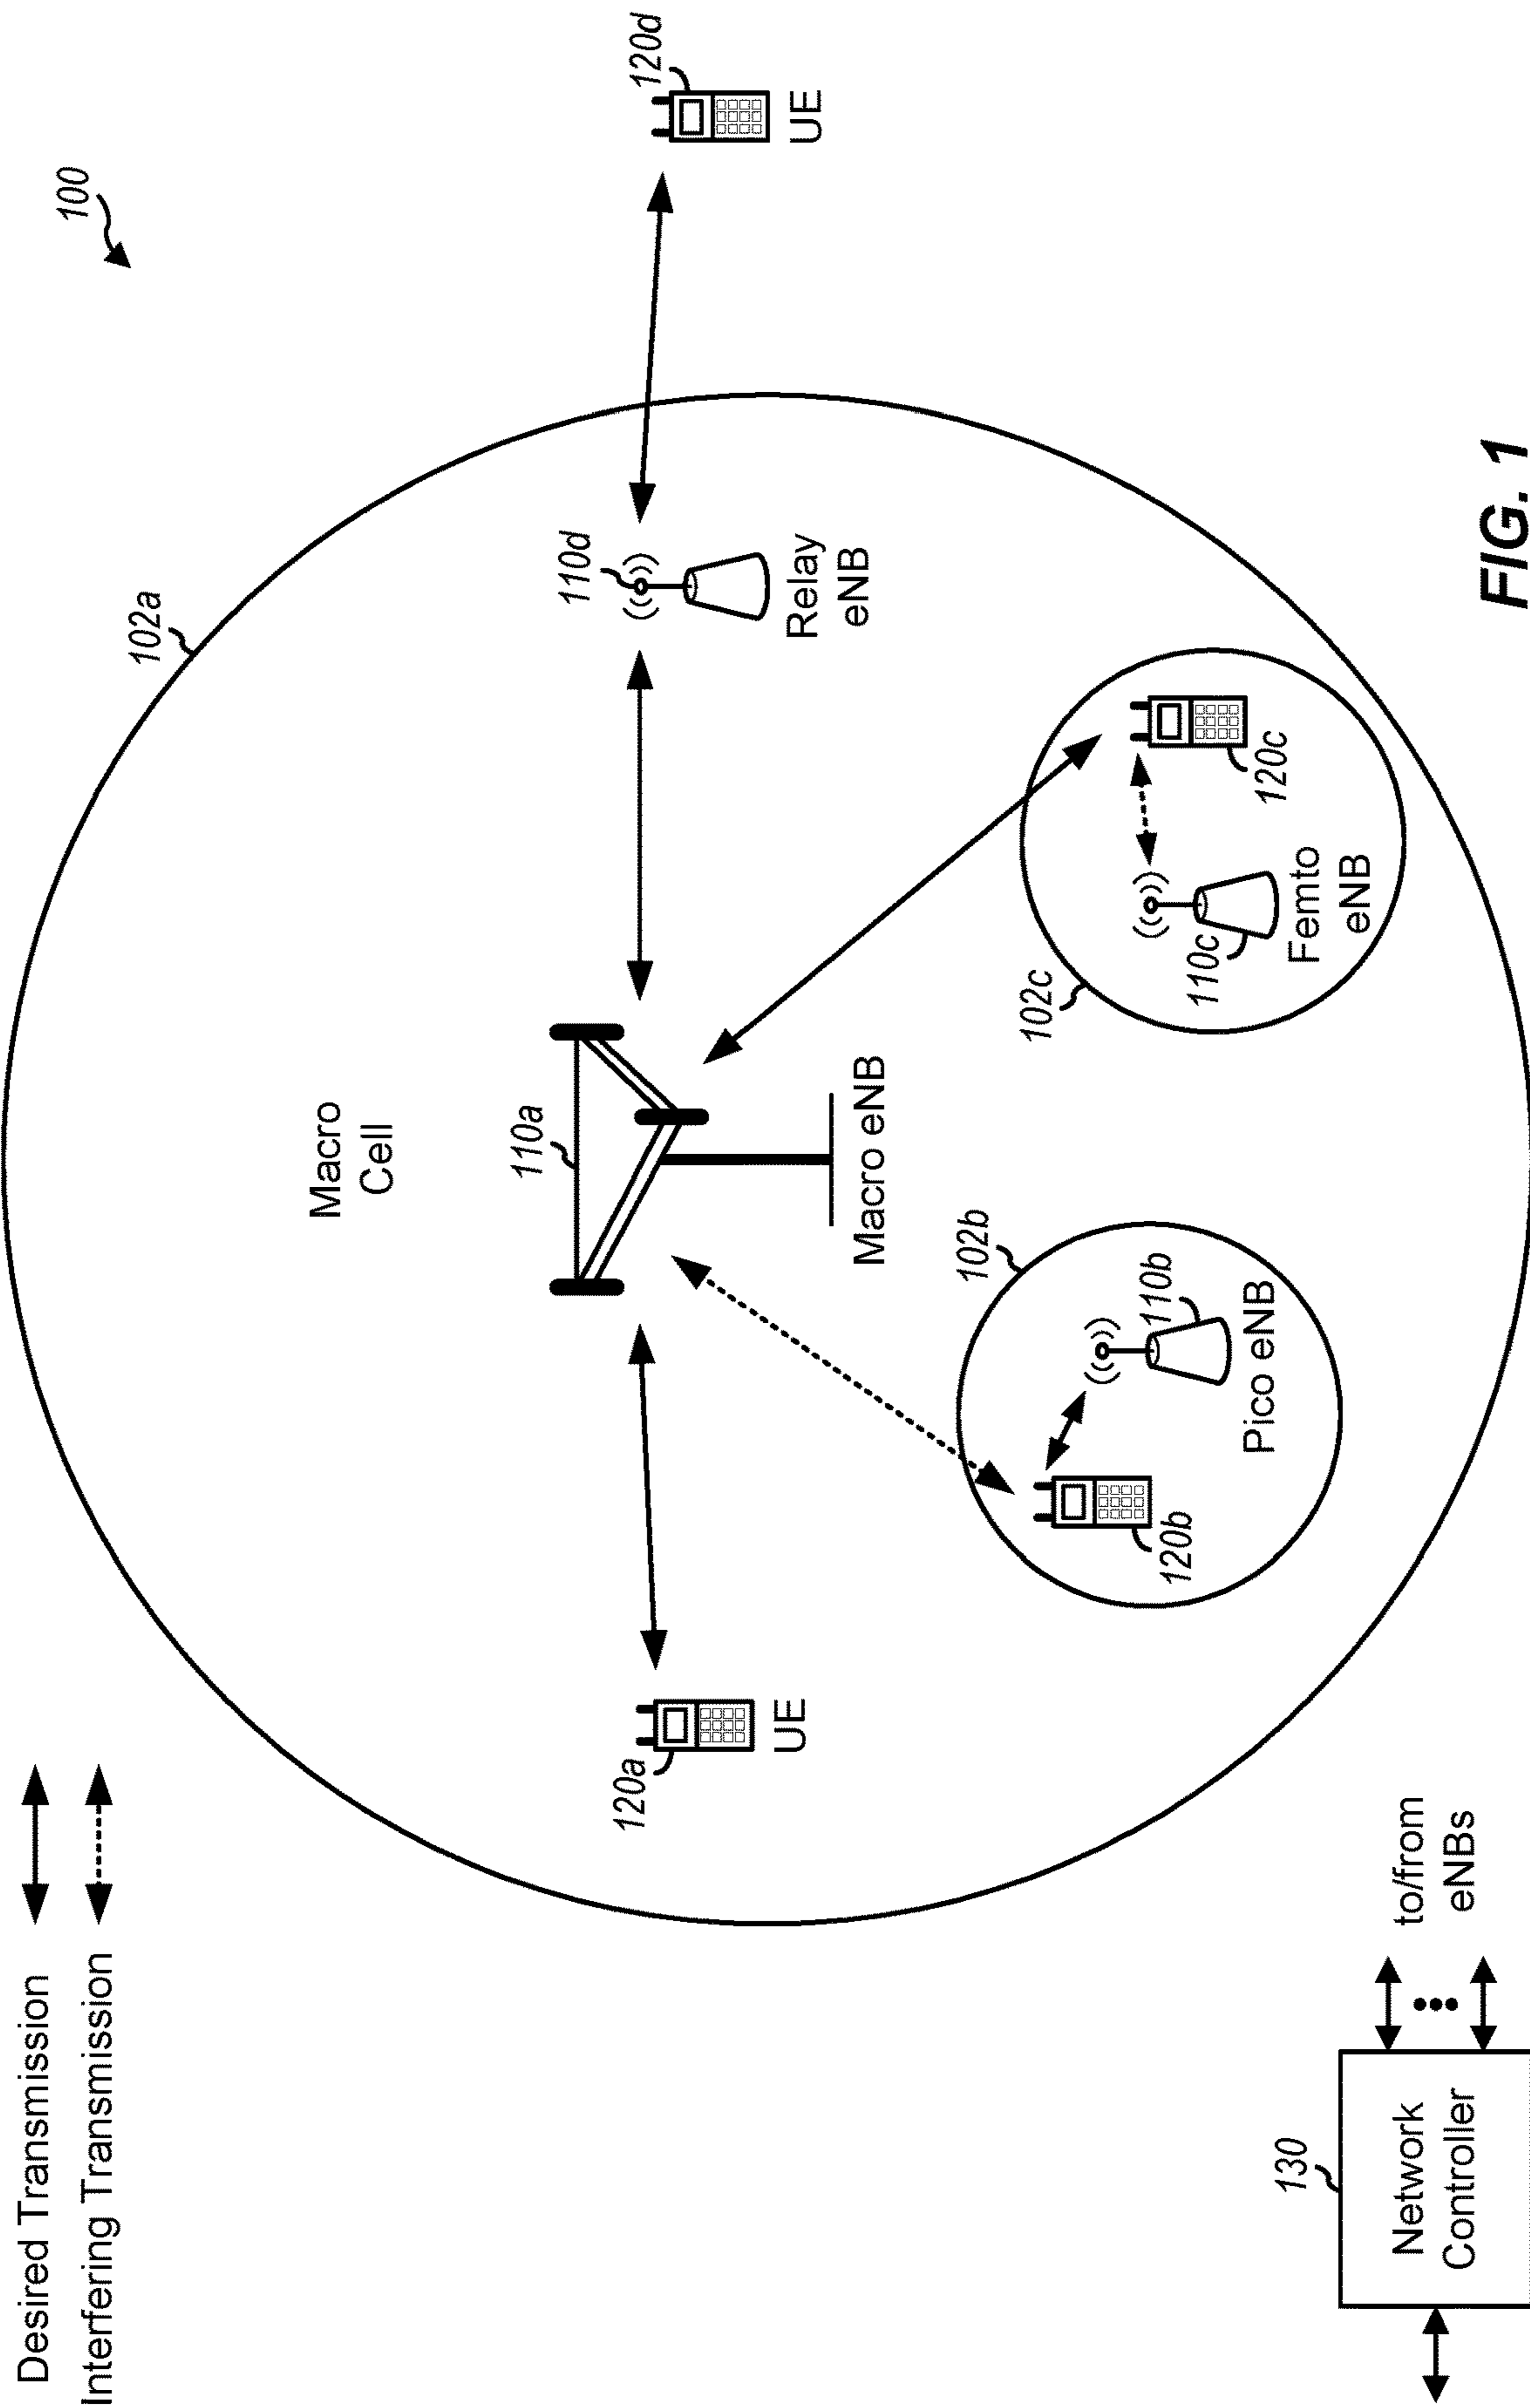 Desired Transmission
Interfering Transmission
100
102a
Macro
Cell
110a
110d
120d
120a
UE
Macro eNB
Relay
eNB
UE
102b
102c
120b
110b
Pico eNB
110c
120c
Femto
eNB
130
Network
Controller
to/from
eNBs
FIG. 1